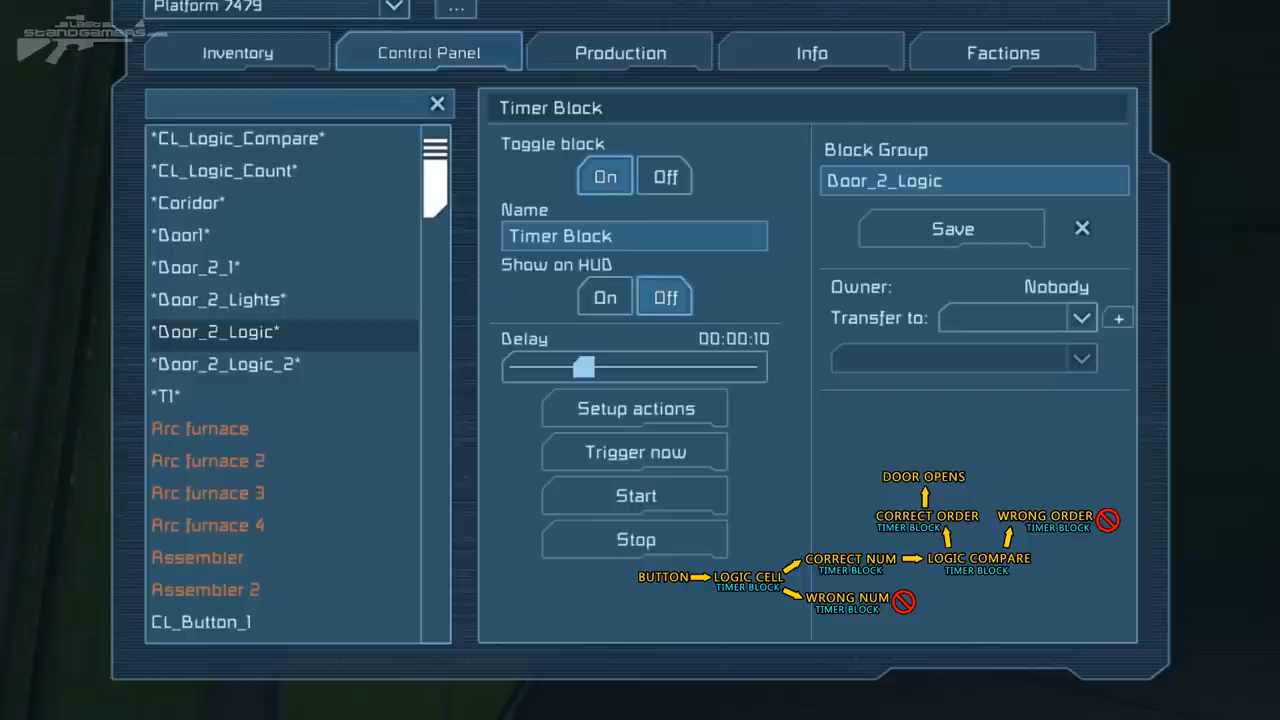 Platform 7479
...
LAST
STANDGAMERS
Inventory
Control Panel
Production
Info
Factions
*CL_Logic_Compare*
*CL_Logic_Count*
*Coridor*
*Door1*
*Door_2_1*
*Door_2_Lights*
*Door_2_Logic*
*Door_2_Logic_2*
*T1*
Arc furnace
Arc furnace 2
Arc furnace 3
Arc furnace 4
Assembler
Assembler 2
CL_Button_1
Timer Block
Toggle block
On Off
Name
Timer Block
Show on HUD
On Off
Delay 00:00:10
Setup actions
Trigger now
Start
Stop
Block Group
Door_2_Logic
Save
Owner: Nobody
Transfer to:
+
DOOR OPENS
CORRECT ORDER
TIMER BLOCK
WRONG ORDER
TIMER BLOCK
BUTTON
LOGIC CELL
TIMER BLOCK
CORRECT NUM
TIMER BLOCK
LOGIC COMPARE
TIMER BLOCK
WRONG NUM
TIMER BLOCK